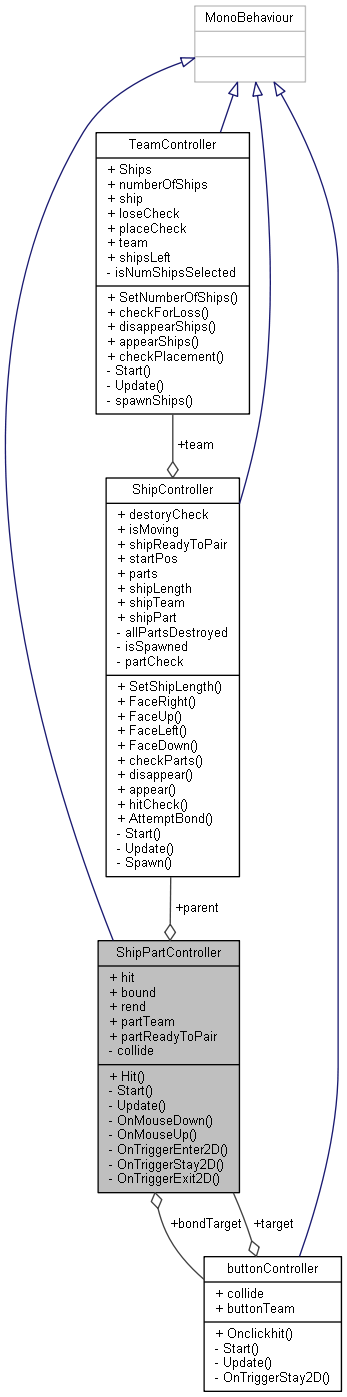 MonoBehaviour
TeamController
+ Ships
+ numberOfShips
+ ship
+ loseCheck
+ placeCheck
+ team
+ shipsLeft
- isNumShipsSelected
+ SetNumberOfShips()
+ checkForLoss()
+ disappearShips()
+ appearShips()
+ checkPlacement()
- Start()
- Update()
- spawnShips()
+team
ShipController
+ destoryCheck
+ isMoving
+ shipReadyToPair
+ startPos
+ parts
+ shipLength
+ shipTeam
+ shipPart
- allPartsDestroyed
- isSpawned
- partCheck
+ SetShipLength()
+ FaceRight()
+ FaceUp()
+ FaceLeft()
+ FaceDown()
+ checkParts()
+ disappear()
+ appear()
+ hitCheck()
+ AttemptBond()
- Start()
- Update()
- Spawn()
+parent
ShipPartController
+ hit
+ bound
+ rend
+ partTeam
+ partReadyToPair
- collide
+ Hit()
- Start()
- Update()
- OnMouseDown()
- OnMouseUp()
- OnTriggerEnter2D()
- OnTriggerStay2D()
- OnTriggerExit2D()
+bondTarget
+target
buttonController
+ collide
+ buttonTeam
+ Onclickhit()
- Start()
- Update()
- OnTriggerStay2D()